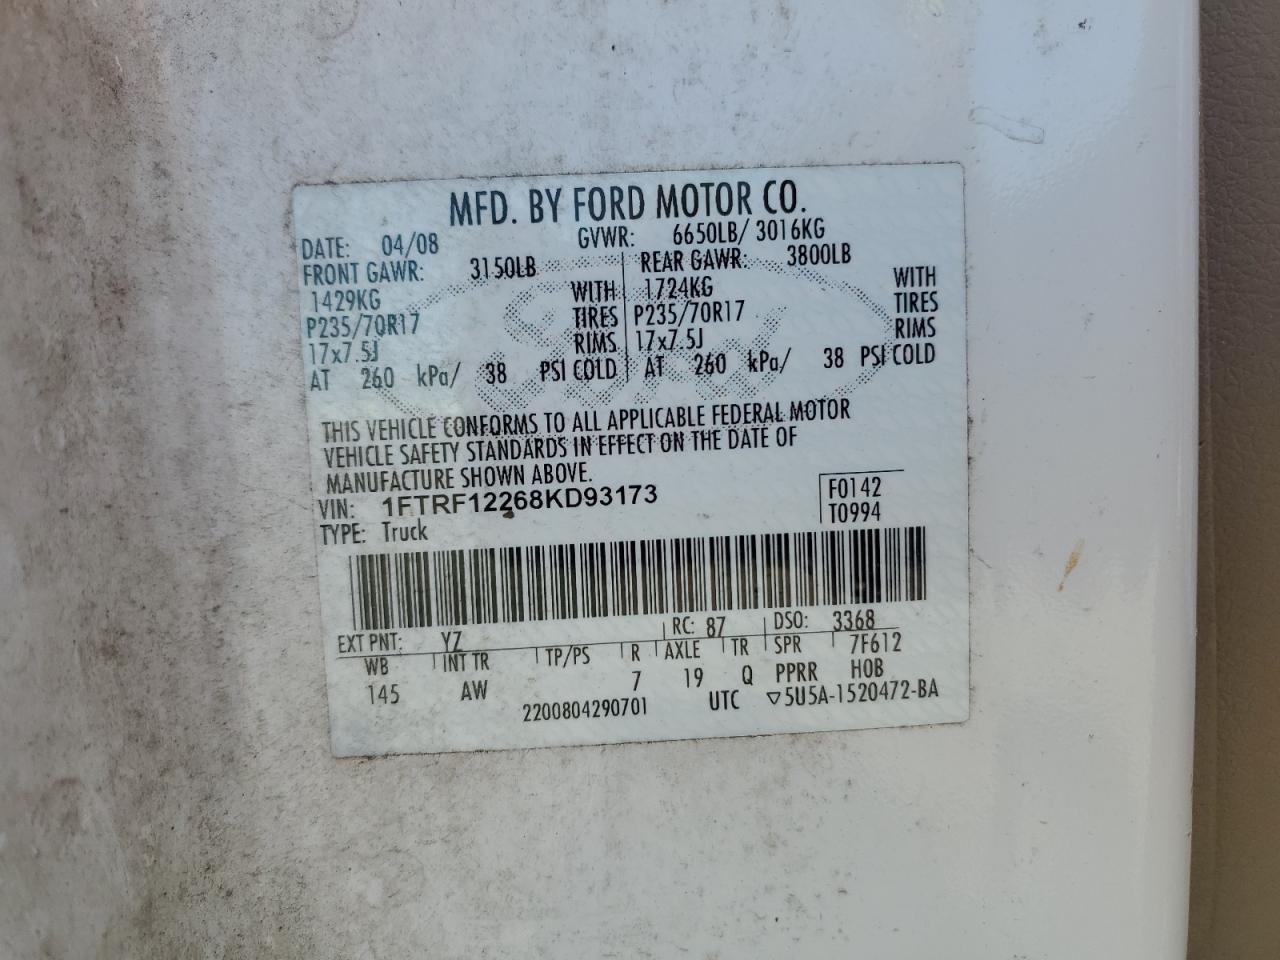 MFD. BY FORD MOTOR CO.
DATE: 04/08 GVWR: 6650LB/ 3016KG
FRONT GAWR: 3150LB REAR GAWR: 3800LB
1429KG WITH 1724KG WITH
P235/70R17 TIRES P235/70R17 TIRES
17x7.5J RIMS 17x7.5J RIMS
AT 260 kPa/ 38 PSI COLD AT 260 kPa/ 38 PSI COLD
THIS VEHICLE CONFORMS TO ALL APPLICABLE FEDERAL MOTOR
VEHICLE SAFETY STANDARDS IN EFFECT ON THE DATE OF
MANUFACTURE SHOWN ABOVE.
VIN: 1FTRF12268KD93173 F0142
TYPE: Truck T0994
EXT PNT: YZ RC: 87 DSO: 3368
WB INT TR TP/PS R AXLE TR SPR 7F612
145 AW 7 19 Q PPRR H0B
2200804290701 UTC ▽5U5A-1520472-BA